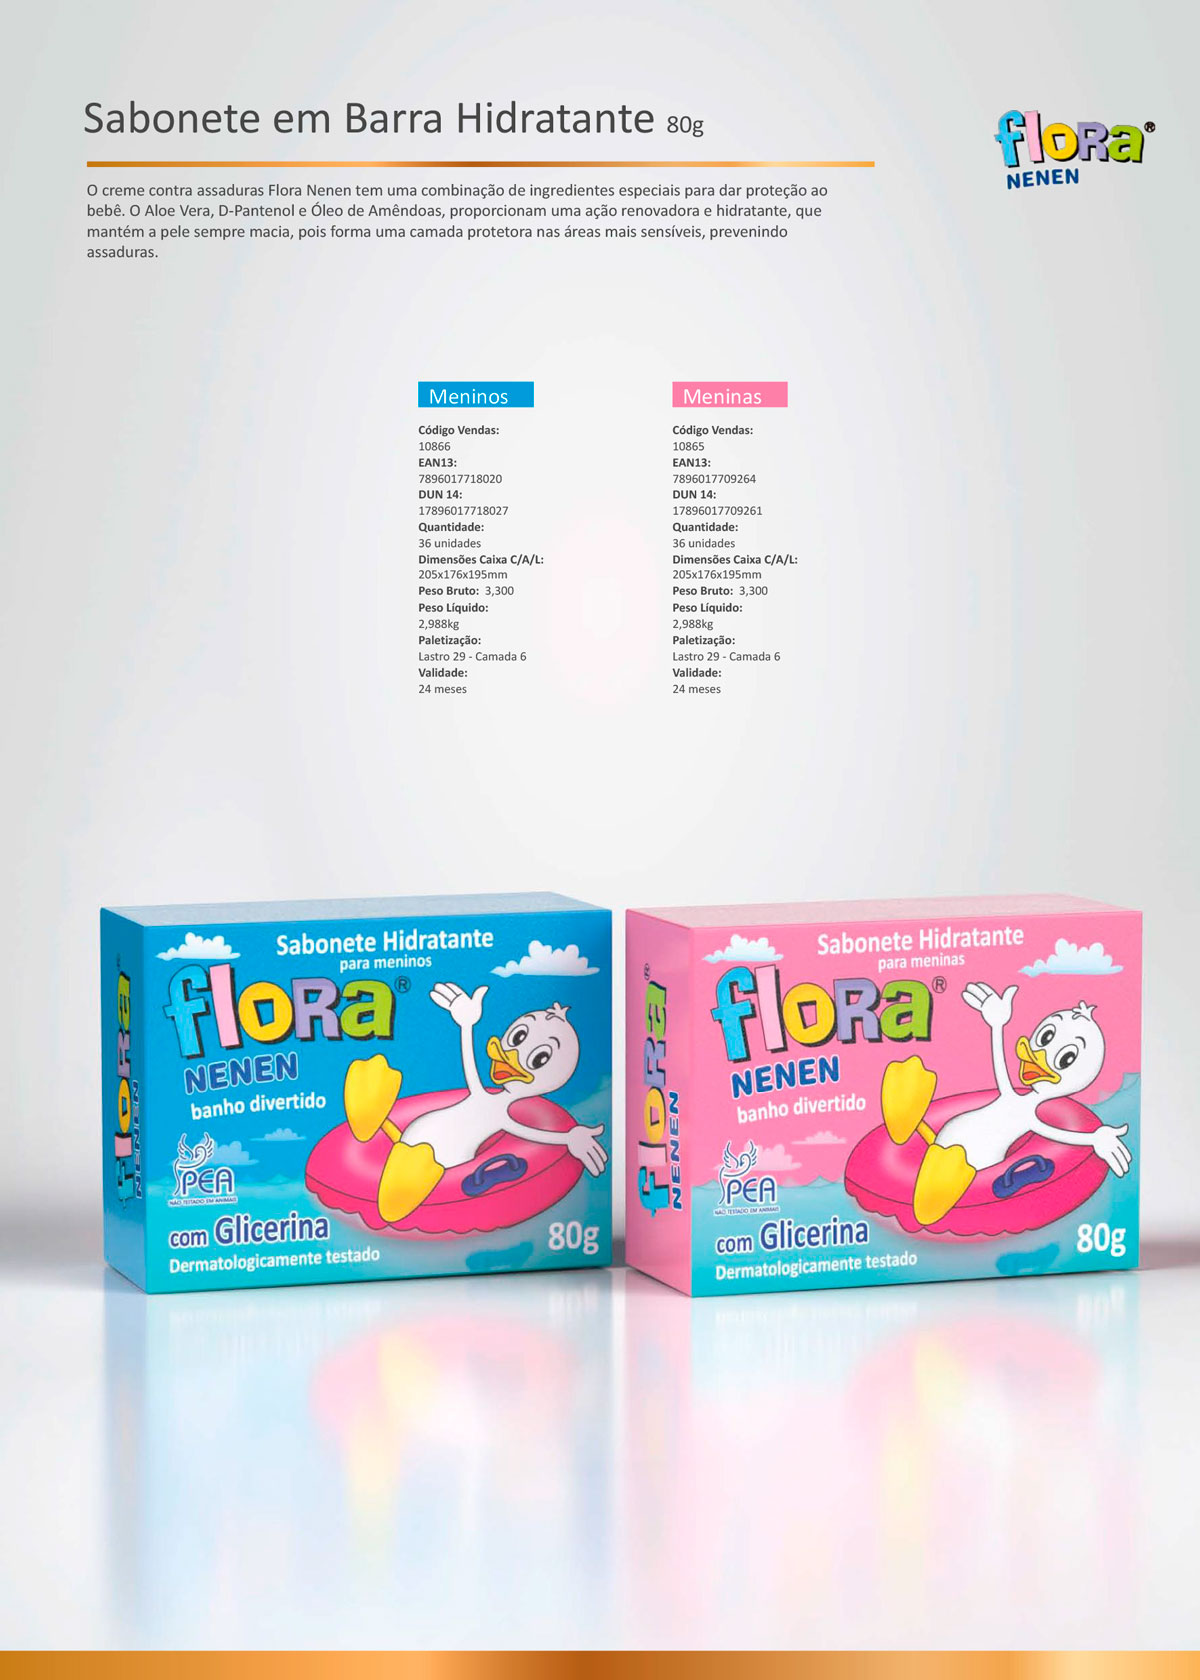 Sabonete em Barra Hidratante 80g
flora®
NENEN
O creme contra assaduras Flora Nenen tem uma combinação de ingredientes especiais para dar proteção ao
bebê. O Aloe Vera, D-Pantenol e Óleo de Amêndoas, proporcionam uma ação renovadora e hidratante, que
mantém a pele sempre macia, pois forma uma camada protetora nas áreas mais sensíveis, prevenindo
assaduras.
Meninos
Código Vendas:
10866
EAN13:
7896017718020
DUN 14:
17896017718027
Quantidade:
36 unidades
Dimensões Caixa C/A/L:
205x176x195mm
Peso Bruto: 3,300
Peso Líquido:
2,988kg
Paletização:
Lastro 29 - Camada 6
Validade:
24 meses
Meninas
Código Vendas:
10865
EAN13:
7896017709264
DUN 14:
17896017709261
Quantidade:
36 unidades
Dimensões Caixa C/A/L:
205x176x195mm
Peso Bruto: 3,300
Peso Líquido:
2,988kg
Paletização:
Lastro 29 - Camada 6
Validade:
24 meses
flora®
NENEN
Sabonete Hidratante
para meninos
flora®
NENEN
banho divertido
PEA
NÃO TESTADO EM ANIMAIS
com Glicerina
Dermatologicamente testado
80g
flora®
NENEN
Sabonete Hidratante
para meninas
flora®
NENEN
banho divertido
PEA
NÃO TESTADO EM ANIMAIS
com Glicerina
Dermatologicamente testado
80g